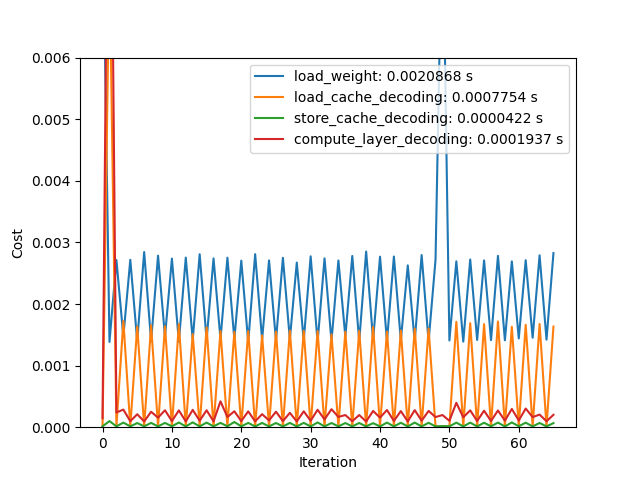 load_weight: 0.0020868 s
load_cache_decoding: 0.0007754 s
store_cache_decoding: 0.0000422 s
compute_layer_decoding: 0.0001937 s
Cost
0.006
0.005
0.004
0.003
0.002
0.001
0.000
0 10 20 30 40 50 60
Iteration